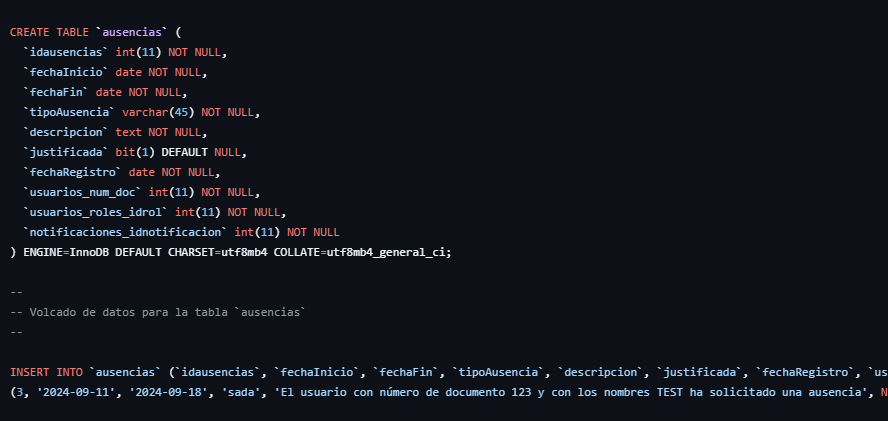 CREATE TABLE `ausencias` (
  `idausencias` int(11) NOT NULL,
  `fechaInicio` date NOT NULL,
  `fechaFin` date NOT NULL,
  `tipoAusencia` varchar(45) NOT NULL,
  `descripcion` text NOT NULL,
  `justificada` bit(1) DEFAULT NULL,
  `fechaRegistro` date NOT NULL,
  `usuarios_num_doc` int(11) NOT NULL,
  `usuarios_roles_idrol` int(11) NOT NULL,
  `notificaciones_idnotificacion` int(11) NOT NULL
) ENGINE=InnoDB DEFAULT CHARSET=utf8mb4 COLLATE=utf8mb4_general_ci;
--
-- Volcado de datos para la tabla `ausencias`
--
INSERT INTO `ausencias` (`idausencias`, `fechaInicio`, `fechaFin`, `tipoAusencia`, `descripcion`, `justificada`, `fechaRegistro`, `us
(3, '2024-09-11', '2024-09-18', 'sada', 'El usuario con número de documento 123 y con los nombres TEST ha solicitado una ausencia', N